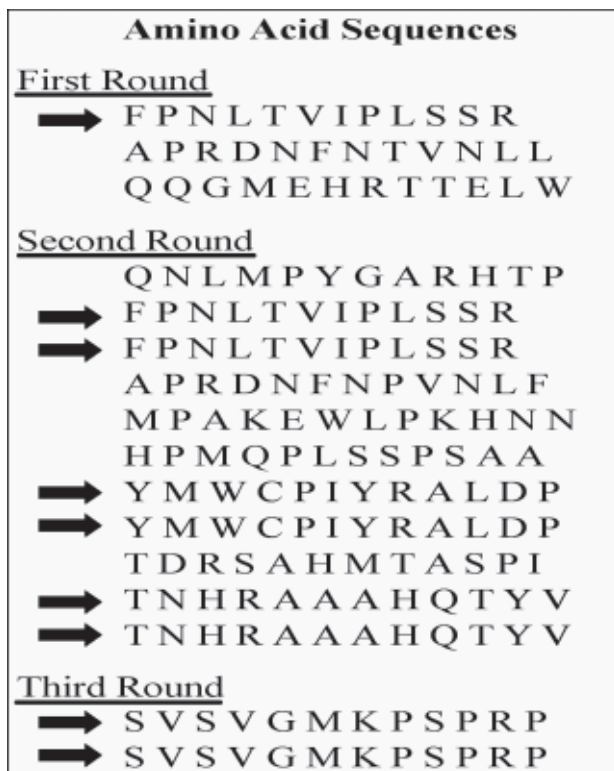 Amino Acid Sequences
First Round
F P N L T V I P L S S R
A P R D N F N T V N L L
Q Q G M E H R T T E L W
Second Round
Q N L M P Y G A R H T P
F P N L T V I P L S S R
F P N L T V I P L S S R
A P R D N F N P V N L F
M P A K E W L P K H N N
H P M Q P L S S P S A A
Y M W C P I Y R A L D P
Y M W C P I Y R A L D P
T D R S A H M T A S P I
T N H R A A A H Q T Y V
T N H R A A A H Q T Y V
Third Round
S V S V G M K P S P R P
S V S V G M K P S P R P